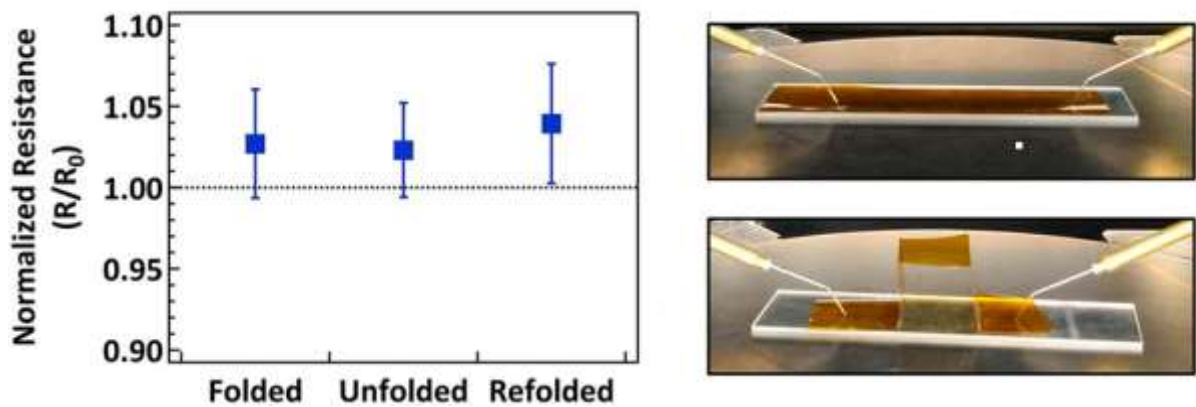 Normalized Resistance
(R/R₀)
1.10
1.05
1.00
0.95
0.90
Folded Unfolded Refolded